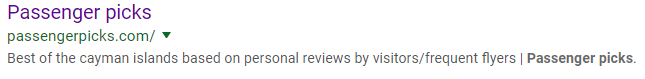 Passenger picks
passengerpicks.com/
Best of the cayman islands based on personal reviews by visitors/frequent flyers | Passenger picks.